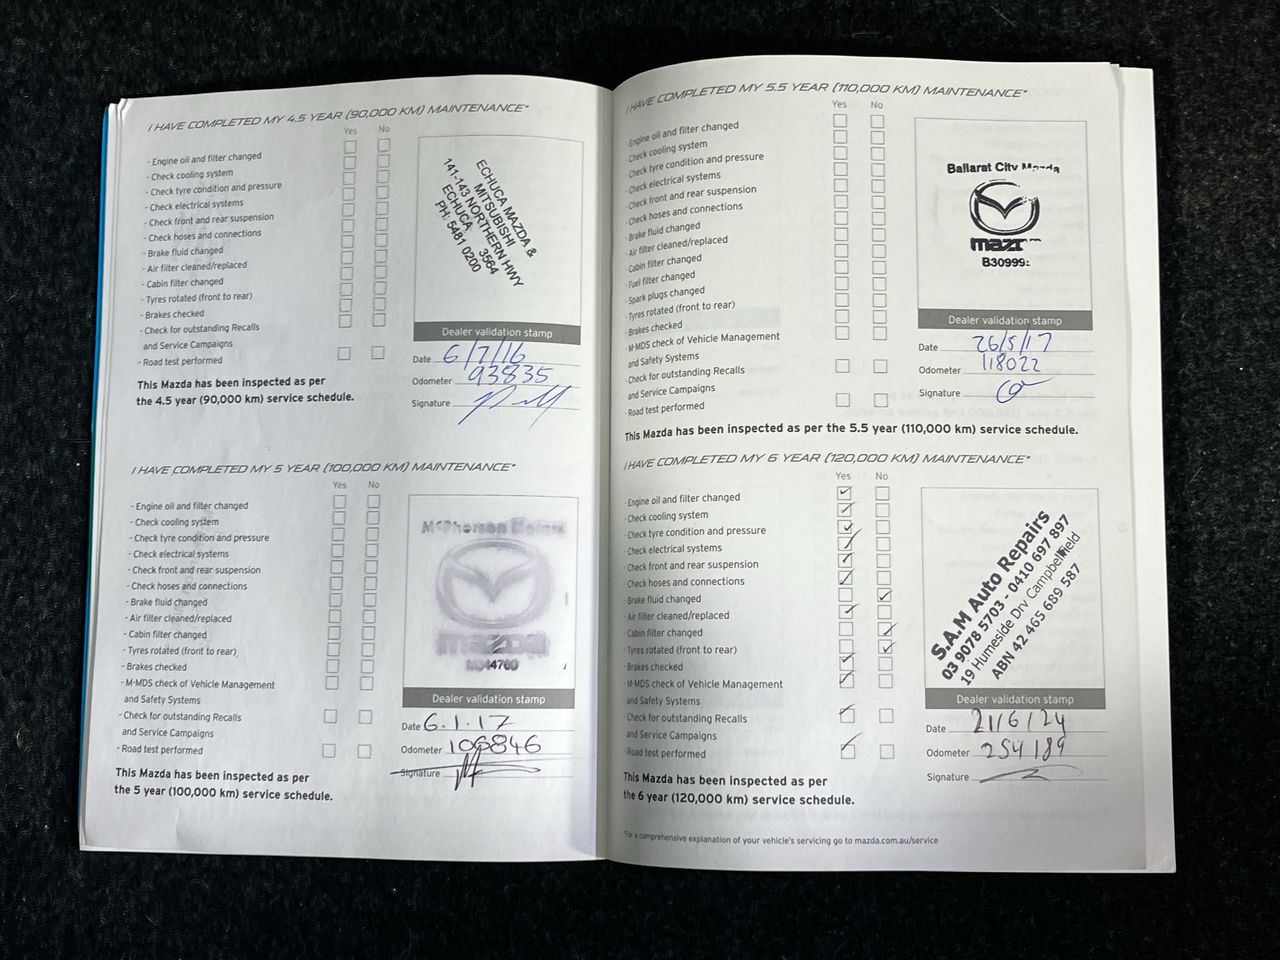 I HAVE COMPLETED MY 4.5 YEAR (90,000 KM) MAINTENANCE*
Yes No
- Engine oil and filter changed
- Check cooling system
- Check tyre condition and pressure
- Check electrical systems
- Check front and rear suspension
- Check hoses and connections
- Brake fluid changed
- Air filter cleaned/replaced
- Cabin filter changed
- Tyres rotated (front to rear)
- Brakes checked
- Check for outstanding Recalls
and Service Campaigns
- Road test performed
This Mazda has been inspected as per
the 4.5 year (90,000 km) service schedule.
ECHUCA MAZDA &
MITSUBISHI
141-143 NORTHERN HWY
ECHUCA 3564
PH: 5481 0200
Dealer validation stamp
Date 6/7/16
Odometer 93835
Signature
I HAVE COMPLETED MY 5 YEAR (100,000 KM) MAINTENANCE*
Yes No
- Engine oil and filter changed
- Check cooling system
- Check tyre condition and pressure
- Check electrical systems
- Check front and rear suspension
- Check hoses and connections
- Brake fluid changed
- Air filter cleaned/replaced
- Cabin filter changed
- Tyres rotated (front to rear)
- Brakes checked
- M-MDS check of Vehicle Management
and Safety Systems
- Check for outstanding Recalls
and Service Campaigns
- Road test performed
This Mazda has been inspected as per
the 5 year (100,000 km) service schedule.
McPherson Motors
mazda
Dealer validation stamp
Date 6.1.17
Odometer 106846
Signature
I HAVE COMPLETED MY 5.5 YEAR (110,000 KM) MAINTENANCE*
Yes No
- Engine oil and filter changed
- Check cooling system
- Check tyre condition and pressure
- Check electrical systems
- Check front and rear suspension
- Check hoses and connections
- Brake fluid changed
- Air filter cleaned/replaced
- Cabin filter changed
- Fuel filter changed
- Spark plugs changed
- Tyres rotated (front to rear)
- Brakes checked
- M-MDS check of Vehicle Management
and Safety Systems
- Check for outstanding Recalls
and Service Campaigns
- Road test performed
This Mazda has been inspected as per the 5.5 year (110,000 km) service schedule.
Ballarat City Mazda
mazda
B30999
Dealer validation stamp
Date 26/5/17
Odometer 118022
Signature
I HAVE COMPLETED MY 6 YEAR (120,000 KM) MAINTENANCE*
Yes No
- Engine oil and filter changed
- Check cooling system
- Check tyre condition and pressure
- Check electrical systems
- Check front and rear suspension
- Check hoses and connections
- Brake fluid changed
- Air filter cleaned/replaced
- Cabin filter changed
- Tyres rotated (front to rear)
- Brakes checked
- M-MDS check of Vehicle Management
and Safety Systems
- Check for outstanding Recalls
and Service Campaigns
- Road test performed
This Mazda has been inspected as per
the 6 year (120,000 km) service schedule.
S.A.M Auto Repairs
03 9078 5703 - 0410 697 897
19 Humeside Drv Campbellfield
ABN 42 465 689 587
Dealer validation stamp
Date 21/6/24
Odometer 254189
Signature
*For a comprehensive explanation of your vehicle's servicing go to mazda.com.au/service